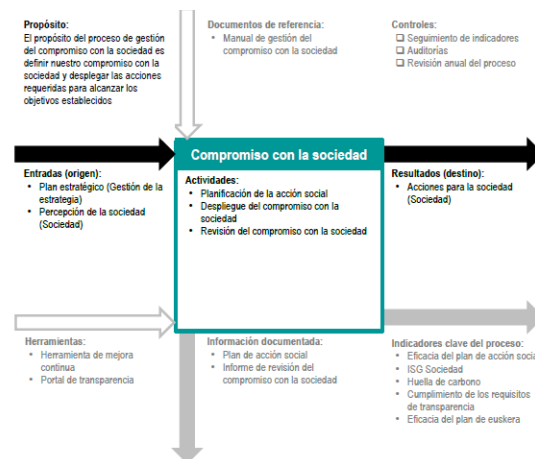 Propósito:
El propósito del proceso de gestión
del compromiso con la sociedad es
definir nuestro compromiso con la
sociedad y desplegar las acciones
requeridas para alcanzar los
objetivos establecidos
Documentos de referencia:
• Manual de gestión del
compromiso con la sociedad
Controles:
❑ Seguimiento de indicadores
❑ Auditorías
❑ Revisión anual del proceso
Entradas (origen):
• Plan estratégico (Gestión de la
estrategia)
• Percepción de la sociedad
(Sociedad)
Compromiso con la sociedad
Actividades:
• Planificación de la acción social
• Despliegue del compromiso con la
sociedad
• Revisión del compromiso con la sociedad
Resultados (destino):
• Acciones para la sociedad
(Sociedad)
Herramientas:
• Herramienta de mejora
continua
• Portal de transparencia
Información documentada:
• Plan de acción social
• Informe de revisión del
compromiso con la sociedad
Indicadores clave del proceso:
• Eficacia del plan de acción social
• ISG Sociedad
• Huella de carbono
• Cumplimiento de los requisitos
de transparencia
• Eficacia del plan de euskera